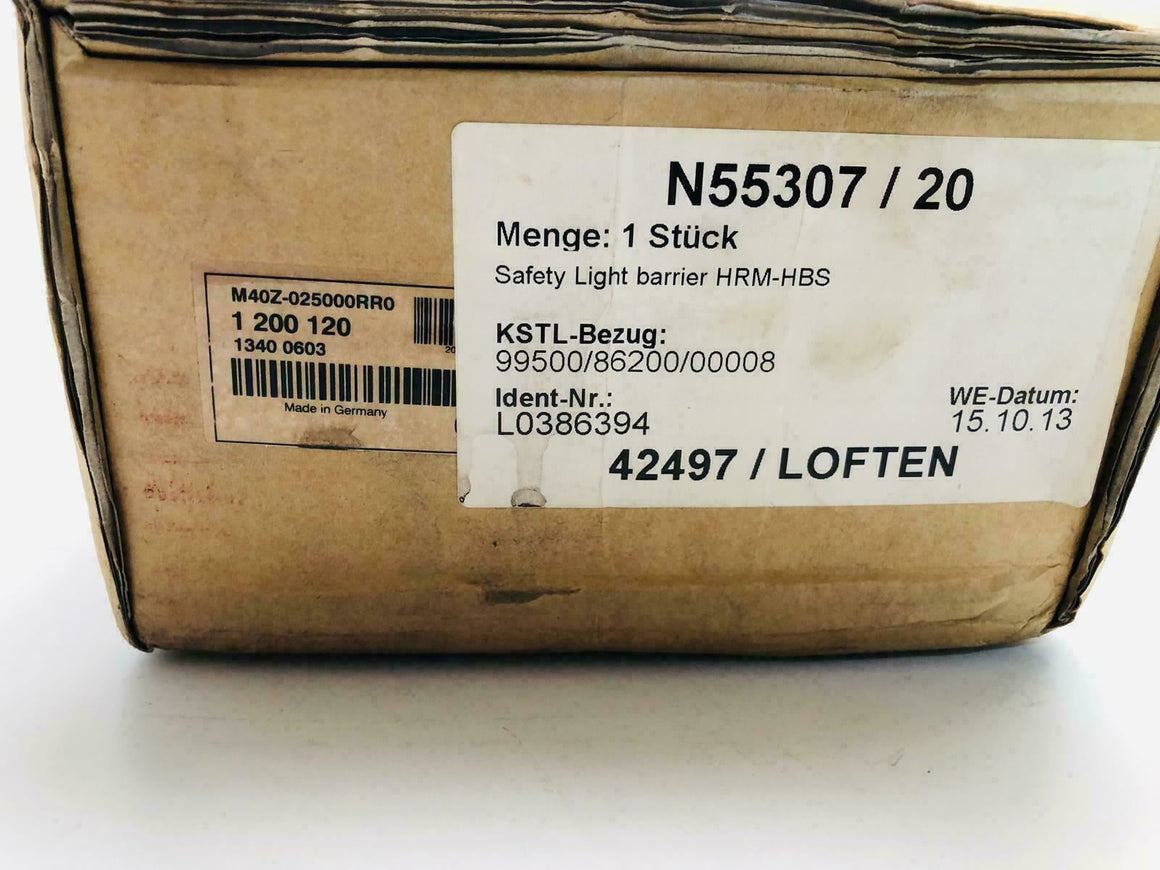 M40Z-025000RR0
1 200 120
1340 0603
20
Made in Germany
N55307 / 20
Menge: 1 Stück
Safety Light barrier HRM-HBS
KSTL-Bezug:
99500/86200/00008
Ident-Nr.:
L0386394
WE-Datum:
15.10.13
42497 / LOFTEN